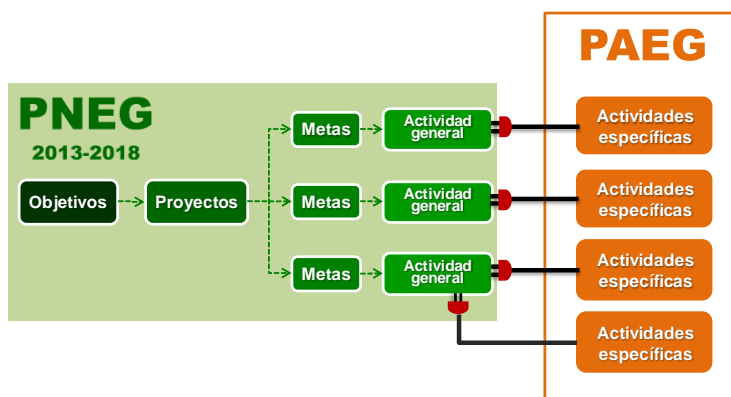 PAEG
PNEG
2013-2018
Objetivos
Proyectos
Metas
Actividad
general
Actividades
específicas
Metas
Actividad
general
Actividades
específicas
Metas
Actividad
general
Actividades
específicas
Actividades
específicas